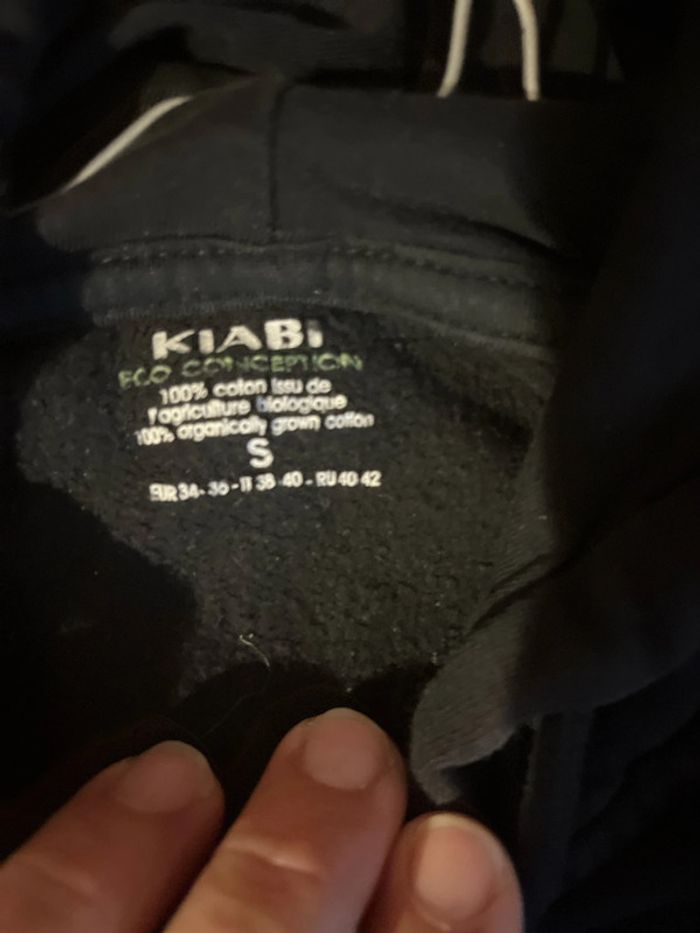 KIABI
ECO CONCEPTION
100% coton issu de
l'agriculture biologique
100% organically grown cotton
S
EUR 34-36 - IT 38-40 - RU 40-42